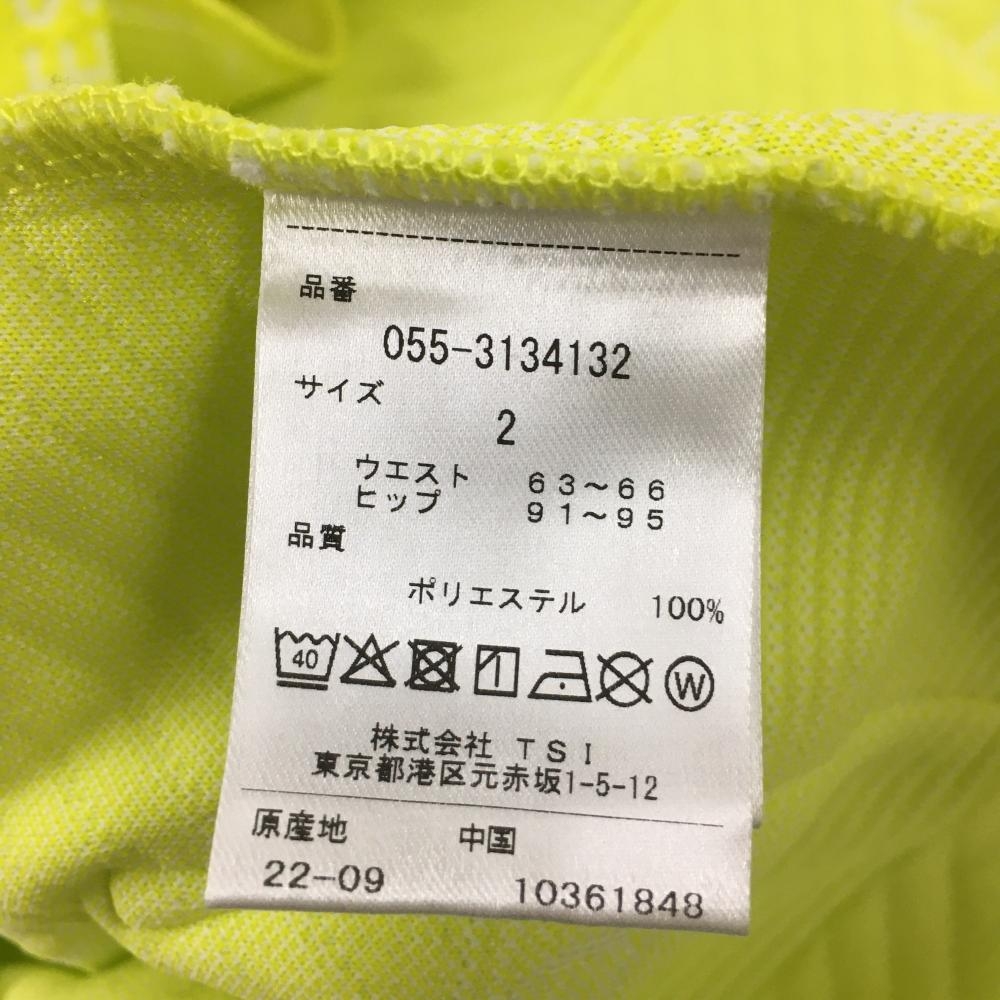 品番
055-3134132
サイズ
2
ウエスト 63〜66
ヒップ 91〜95
品質
ポリエステル 100%
40
W
株式会社 TSI
東京都港区元赤坂1-5-12
原産地 中国
22-09 10361848